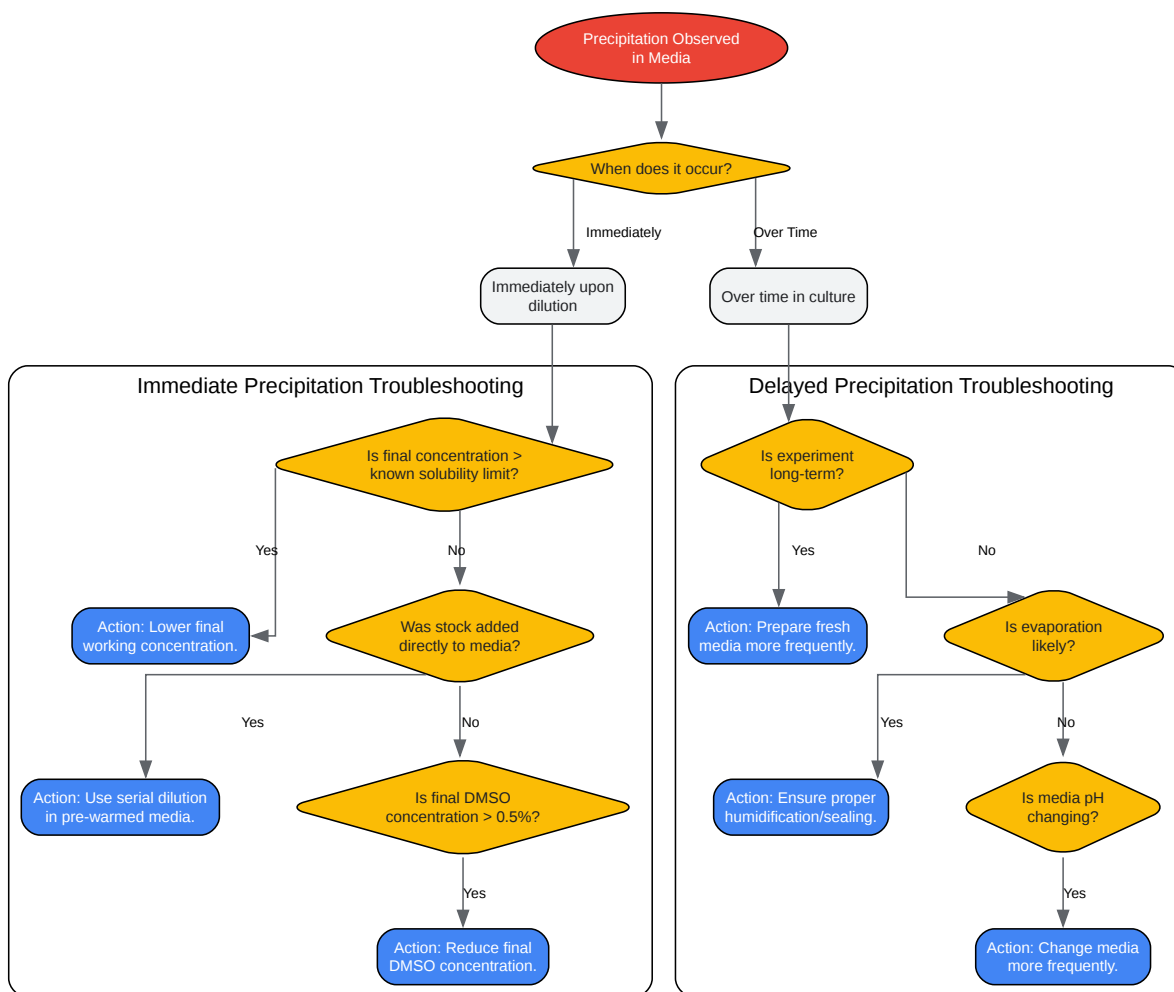 Precipitation Observed
in Media
When does it occur?
Immediately
Over Time
Immediately upon
dilution
Over time in culture
Immediate Precipitation Troubleshooting
Is final concentration >
known solubility limit?
Yes
No
Action: Lower final
working concentration.
Was stock added
directly to media?
Yes
No
Action: Use serial dilution
in pre-warmed media.
Is final DMSO
concentration > 0.5%?
Yes
Action: Reduce final
DMSO concentration.
Delayed Precipitation Troubleshooting
Is experiment
long-term?
Yes
No
Action: Prepare fresh
media more frequently.
Is evaporation
likely?
Yes
No
Action: Ensure proper
humidification/sealing.
Is media pH
changing?
Yes
Action: Change media
more frequently.